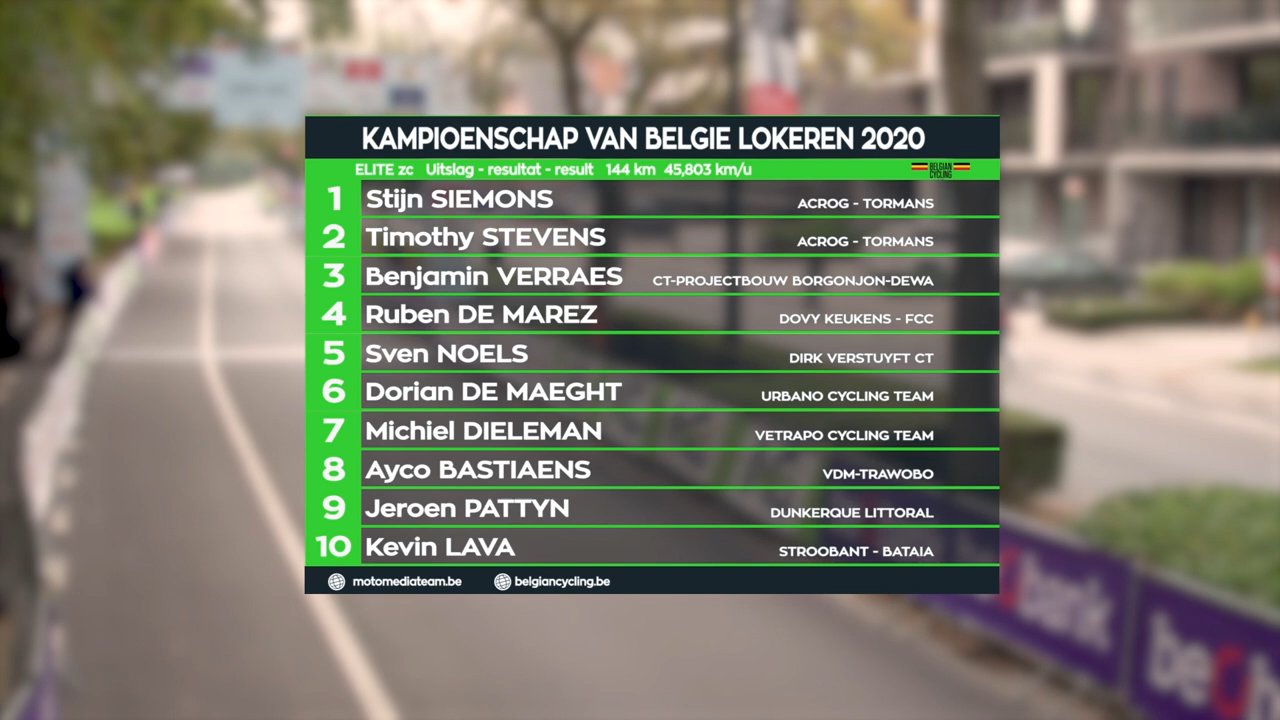 KAMPIOENSCHAP VAN BELGIE LOKEREN 2020
ELITE zc Uitslag - resultat - result 144 km 45,803 km/u BELGIAN CYCLING
1 Stijn SIEMONS ACROG - TORMANS
2 Timothy STEVENS ACROG - TORMANS
3 Benjamin VERRAES CT-PROJECTBOUW BORGONJON-DEWA
4 Ruben DE MAREZ DOVY KEUKENS - FCC
5 Sven NOELS DIRK VERSTUYFT CT
6 Dorian DE MAEGHT URBANO CYCLING TEAM
7 Michiel DIELEMAN VETRAPO CYCLING TEAM
8 Ayco BASTIAENS VDM-TRAWOBO
9 Jeroen PATTYN DUNKERQUE LITTORAL
10 Kevin LAVA STROOBANT - BATAIA
motomediateam.be belgiancycling.be
bank